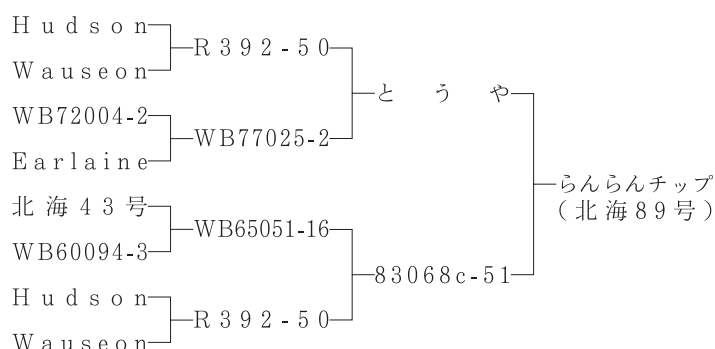 Hudson
R392-50
Wauseon
とうや
WB72004-2
WB77025-2
Earlaine
らんらんチップ
(北海89号)
北海43号
WB65051-16
WB60094-3
83068c-51
Hudson
R392-50
Wauseon